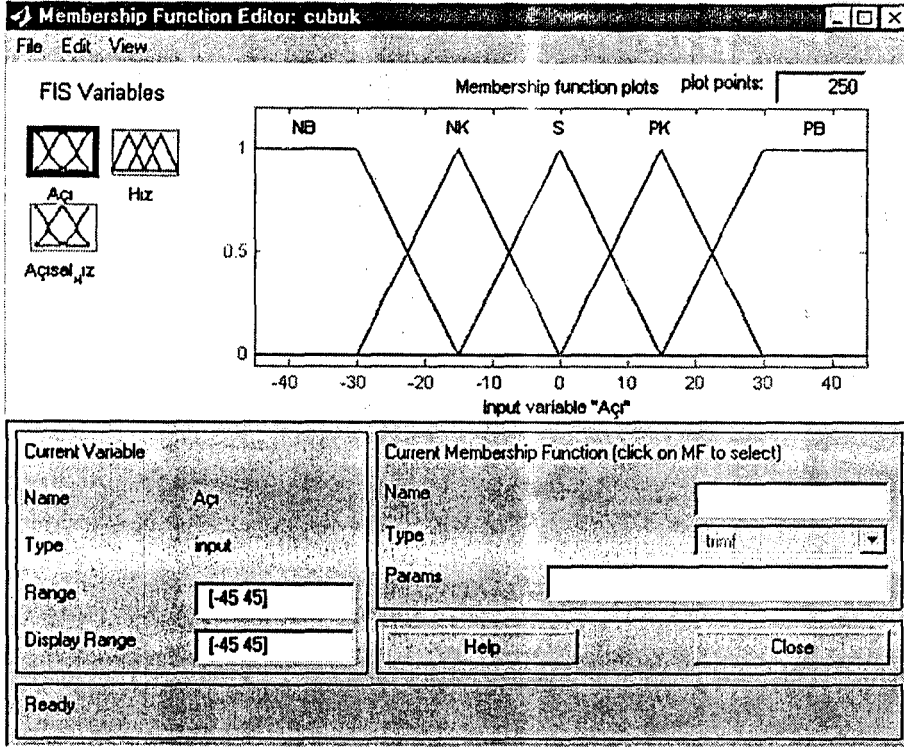 Membership Function Editor: cubuk
File Edit View
FIS Variables
Membership function plots plot points: 250
NB NK S PK PB
1
0.5
0
-40 -30 -20 -10 0 10 20 30 40
input variable "Açı"
Açı
Hız
Açısal_Hız
Current Variable
Name Açı
Type input
Range [-45 45]
Display Range [-45 45]
Current Membership Function (click on MF to select)
Name
Type trimf
Params
Help Close
Ready